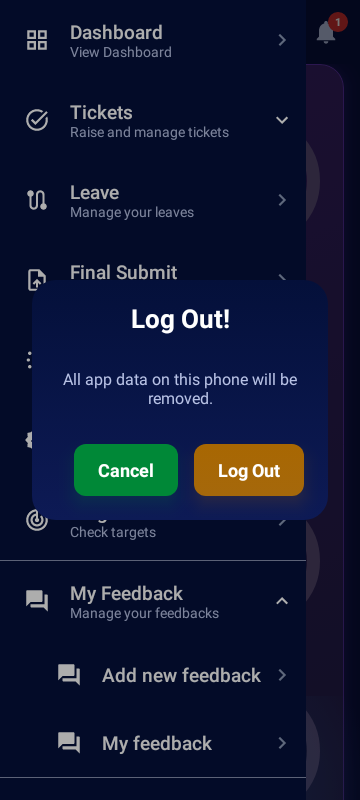 Dashboard
View Dashboard
1
Tickets
Raise and manage tickets
Leave
Manage your leaves
Final Submit
Log Out!
All app data on this phone will be
removed.
Cancel
Log Out
Check targets
My Feedback
Manage your feedbacks
Add new feedback
My feedback